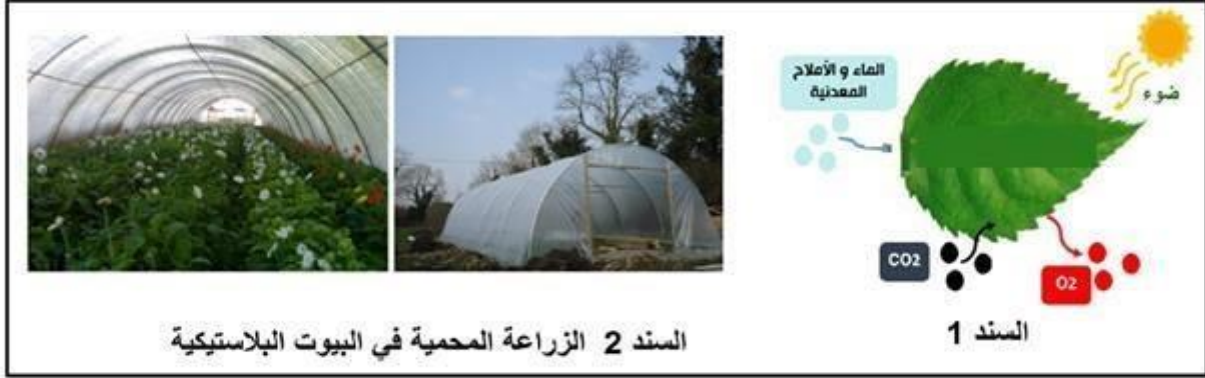 الماء و الأملاح
المعدنية
ضوء
CO2
O2
السند 1
السند 2 الزراعة المحمية في البيوت البلاستيكية